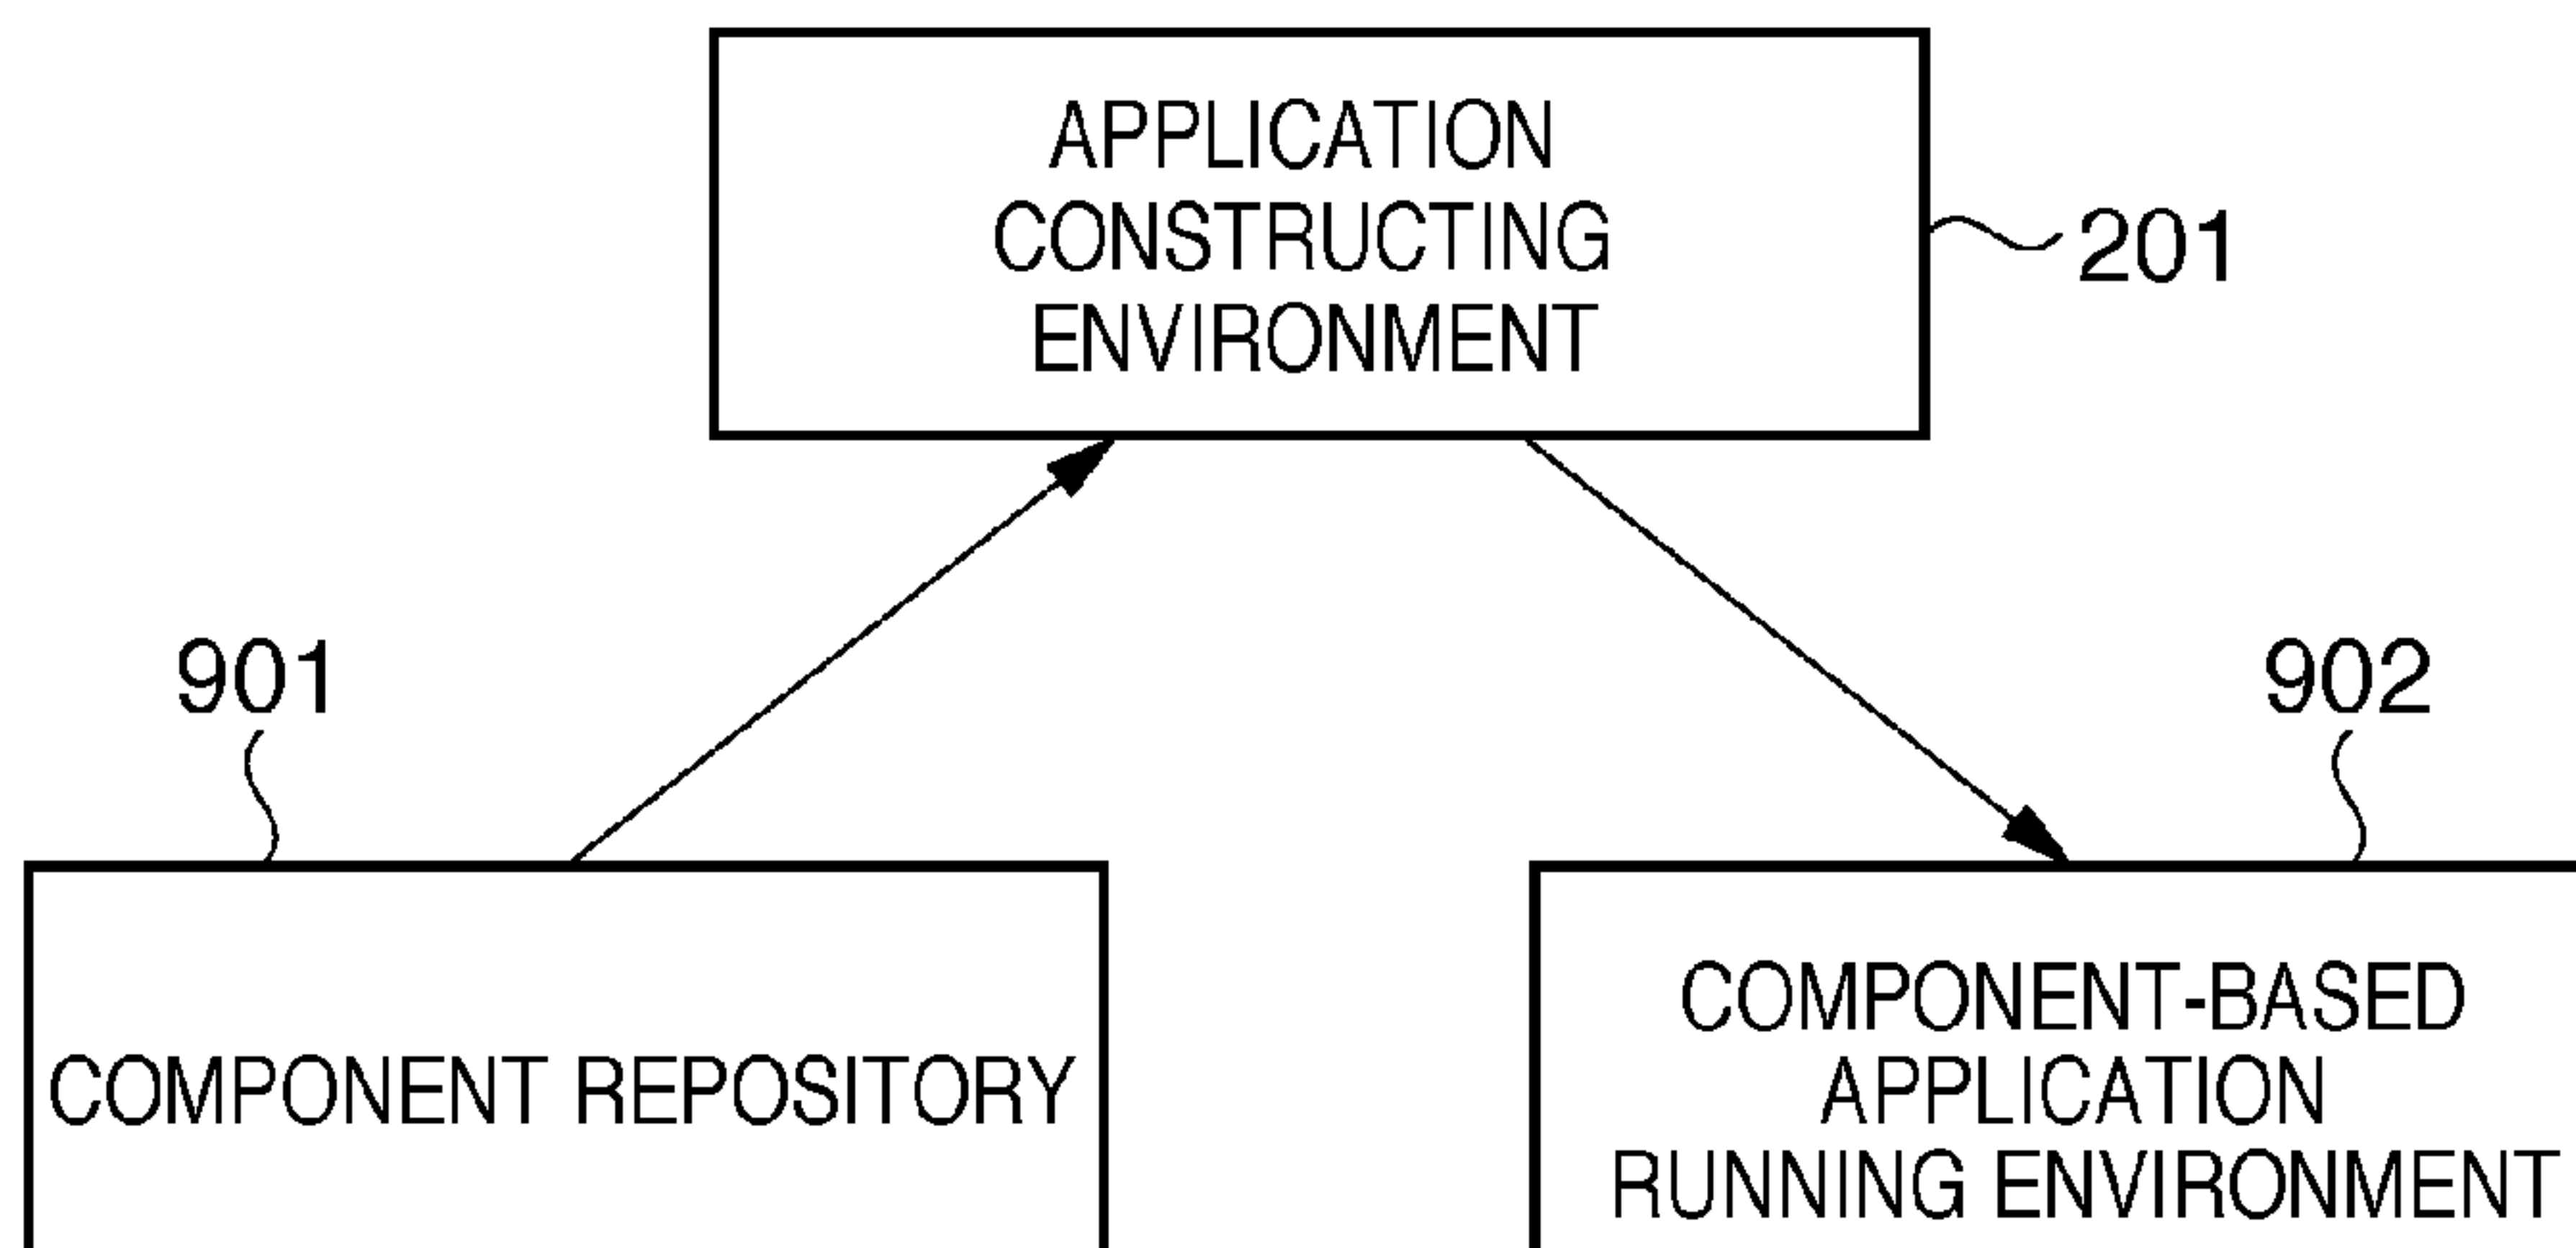 APPLICATION
CONSTRUCTING
ENVIRONMENT
201
901
902
COMPONENT REPOSITORY
COMPONENT-BASED
APPLICATION
RUNNING ENVIRONMENT